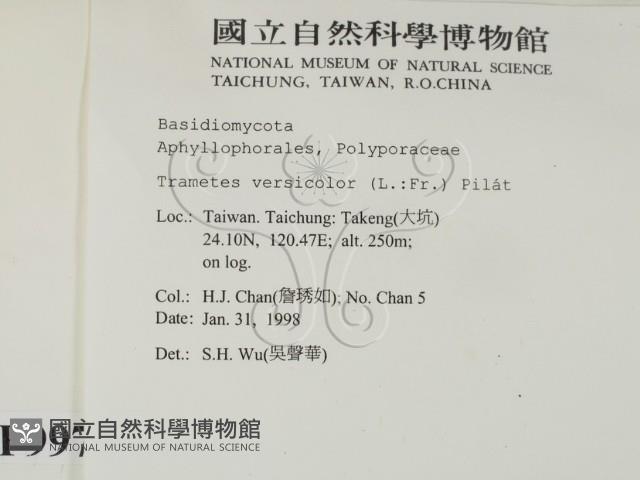 國立自然科學博物館
NATIONAL MUSEUM OF NATURAL SCIENCE
TAICHUNG, TAIWAN, R.O.CHINA
Basidiomycota
Aphyllophorales, Polyporaceae
Trametes versicolor (L.:Fr.) Pilát
Loc.: Taiwan. Taichung: Takeng(大坑)
24.10N, 120.47E; alt. 250m;
on log.
Col.: H.J. Chan(詹琇如); No. Chan 5
Date: Jan. 31, 1998
Det.: S.H. Wu(吳聲華)
1997
國立自然科學博物館
NATIONAL MUSEUM OF NATURAL SCIENCE